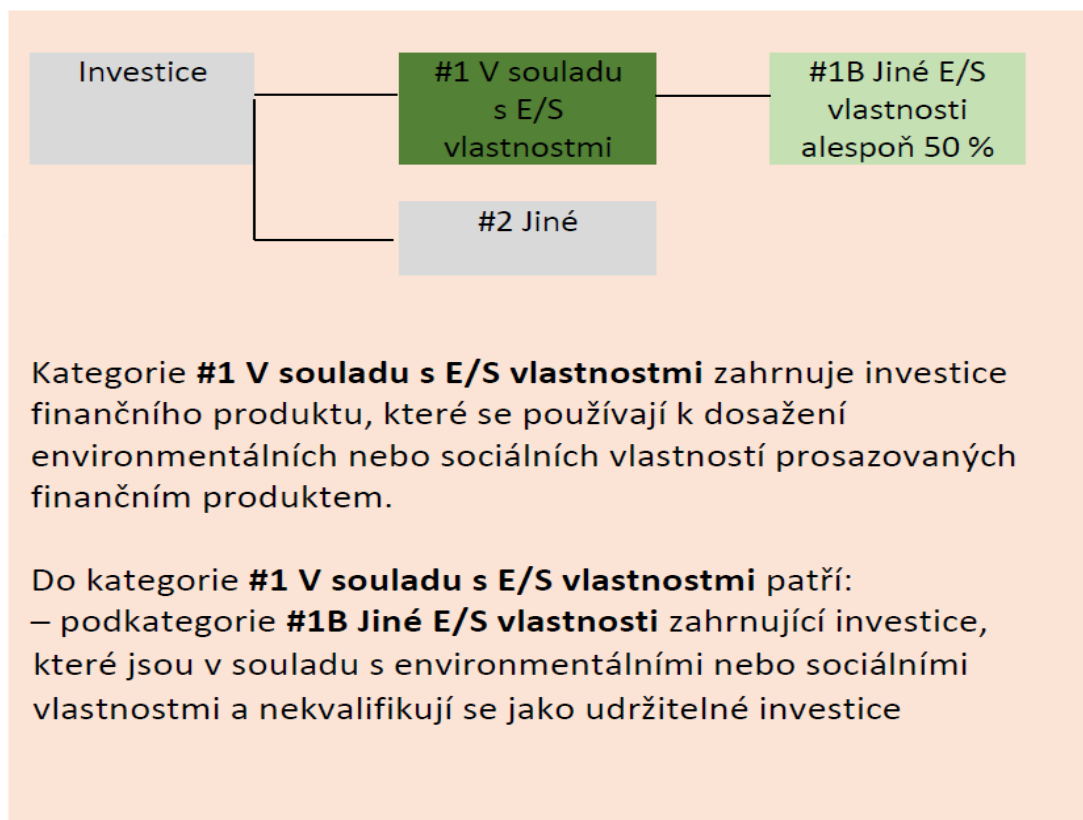 Investice
#1 V souladu
s E/S
vlastnostmi
#1B Jiné E/S
vlastnosti
alespoň 50 %
#2 Jiné
Kategorie #1 V souladu s E/S vlastnostmi zahrnuje investice
finančního produktu, které se používají k dosažení
environmentálních nebo sociálních vlastností prosazovaných
finančním produktem.
Do kategorie #1 V souladu s E/S vlastnostmi patří:
– podkategorie #1B Jiné E/S vlastnosti zahrnující investice,
které jsou v souladu s environmentálními nebo sociálními
vlastnostmi a nekvalifikují se jako udržitelné investice